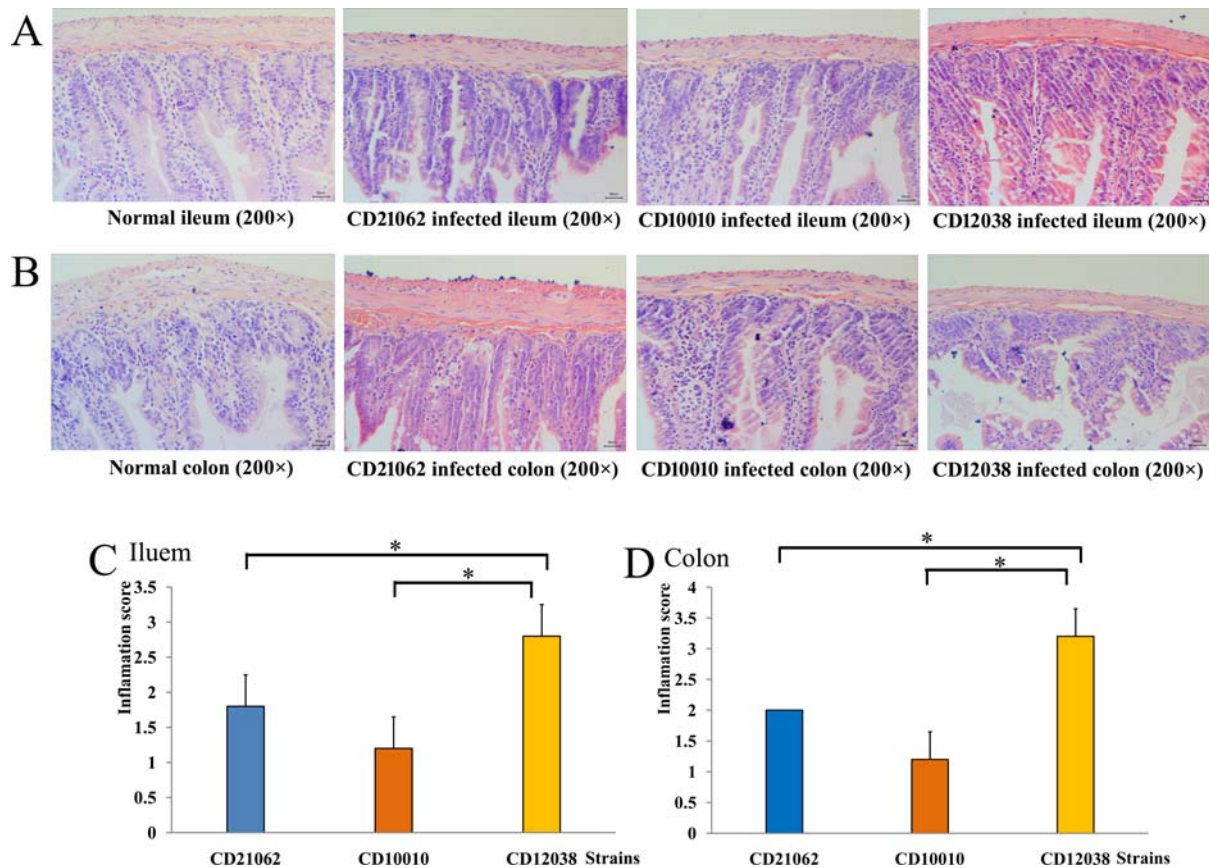 A
Normal ileum (200×)
CD21062 infected ileum (200×)
CD10010 infected ileum (200×)
CD12038 infected ileum (200×)
B
Normal colon (200×)
CD21062 infected colon (200×)
CD10010 infected colon (200×)
CD12038 infected colon (200×)
C Iluem
*
*
Inflamation score
3.5
3
2.5
2
1.5
1
0.5
0
CD21062
CD10010
CD12038 Strains
D Colon
*
*
Inflamation score
4
3.5
3
2.5
2
1.5
1
0.5
0
CD21062
CD10010
CD12038 Strains